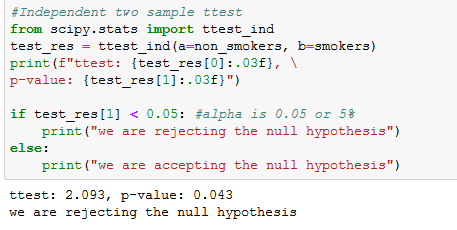 #Independent two sample ttest
from scipy.stats import ttest_ind
test_res = ttest_ind(a=non_smokers, b=smokers)
print(f"ttest: {test_res[0]:.03f}, \
p-value: {test_res[1]:.03f}")
if test_res[1] < 0.05: #alpha is 0.05 or 5%
    print("we are rejecting the null hypothesis")
else:
    print("we are accepting the null hypothesis")
ttest: 2.093, p-value: 0.043
we are rejecting the null hypothesis